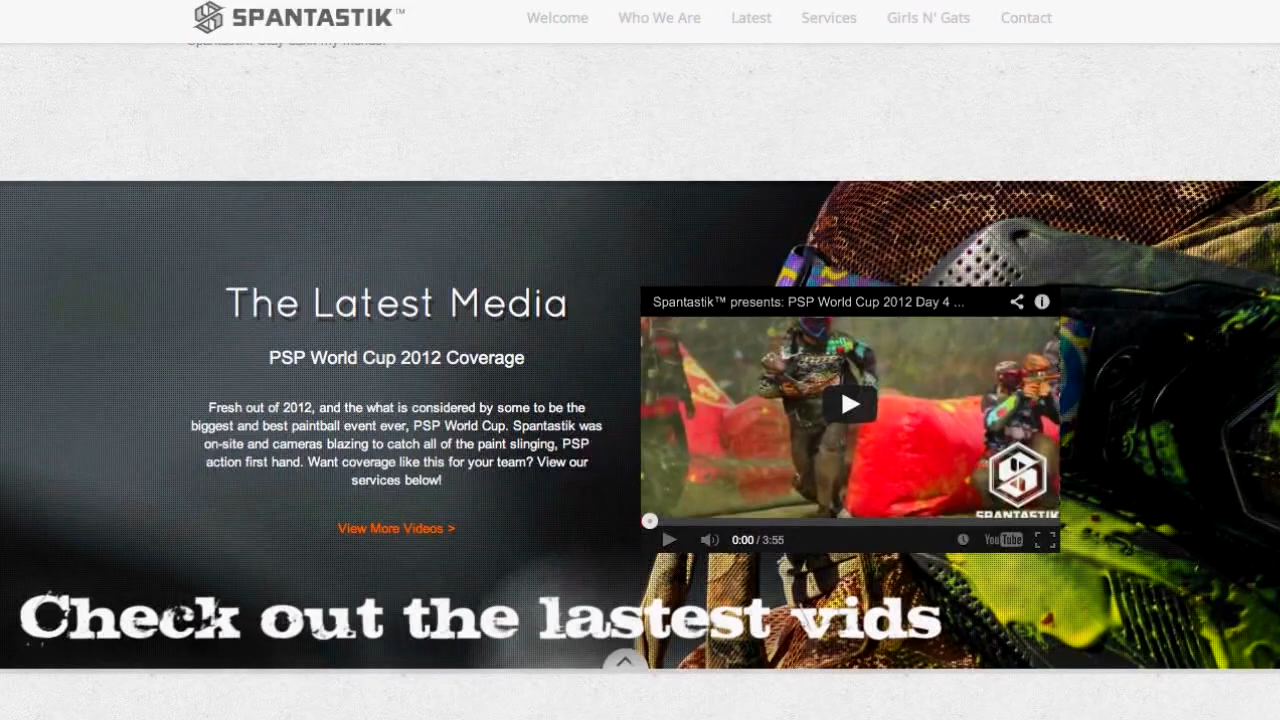 SPANTASTIK™
Welcome Who We Are Latest Services Girls N' Gats Contact
The Latest Media
PSP World Cup 2012 Coverage
Fresh out of 2012, and the what is considered by some to be the
biggest and best paintball event ever, PSP World Cup. Spantastik was
on-site and cameras blazing to catch all of the paint slinging, PSP
action first hand. Want coverage like this for your team? View our
services below!
View More Videos >
Spantastik™ presents: PSP World Cup 2012 Day 4 ...
SPANTASTIK
0:00 / 3:55
YouTube
Check out the lastest vids